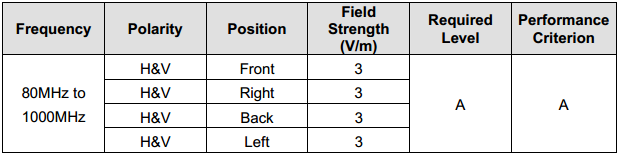 Frequency Polarity Position Field Strength (V/m) Required Level Performance Criterion
80MHz to 1000MHz H&V Front 3 A A
H&V Right 3
H&V Back 3
H&V Left 3